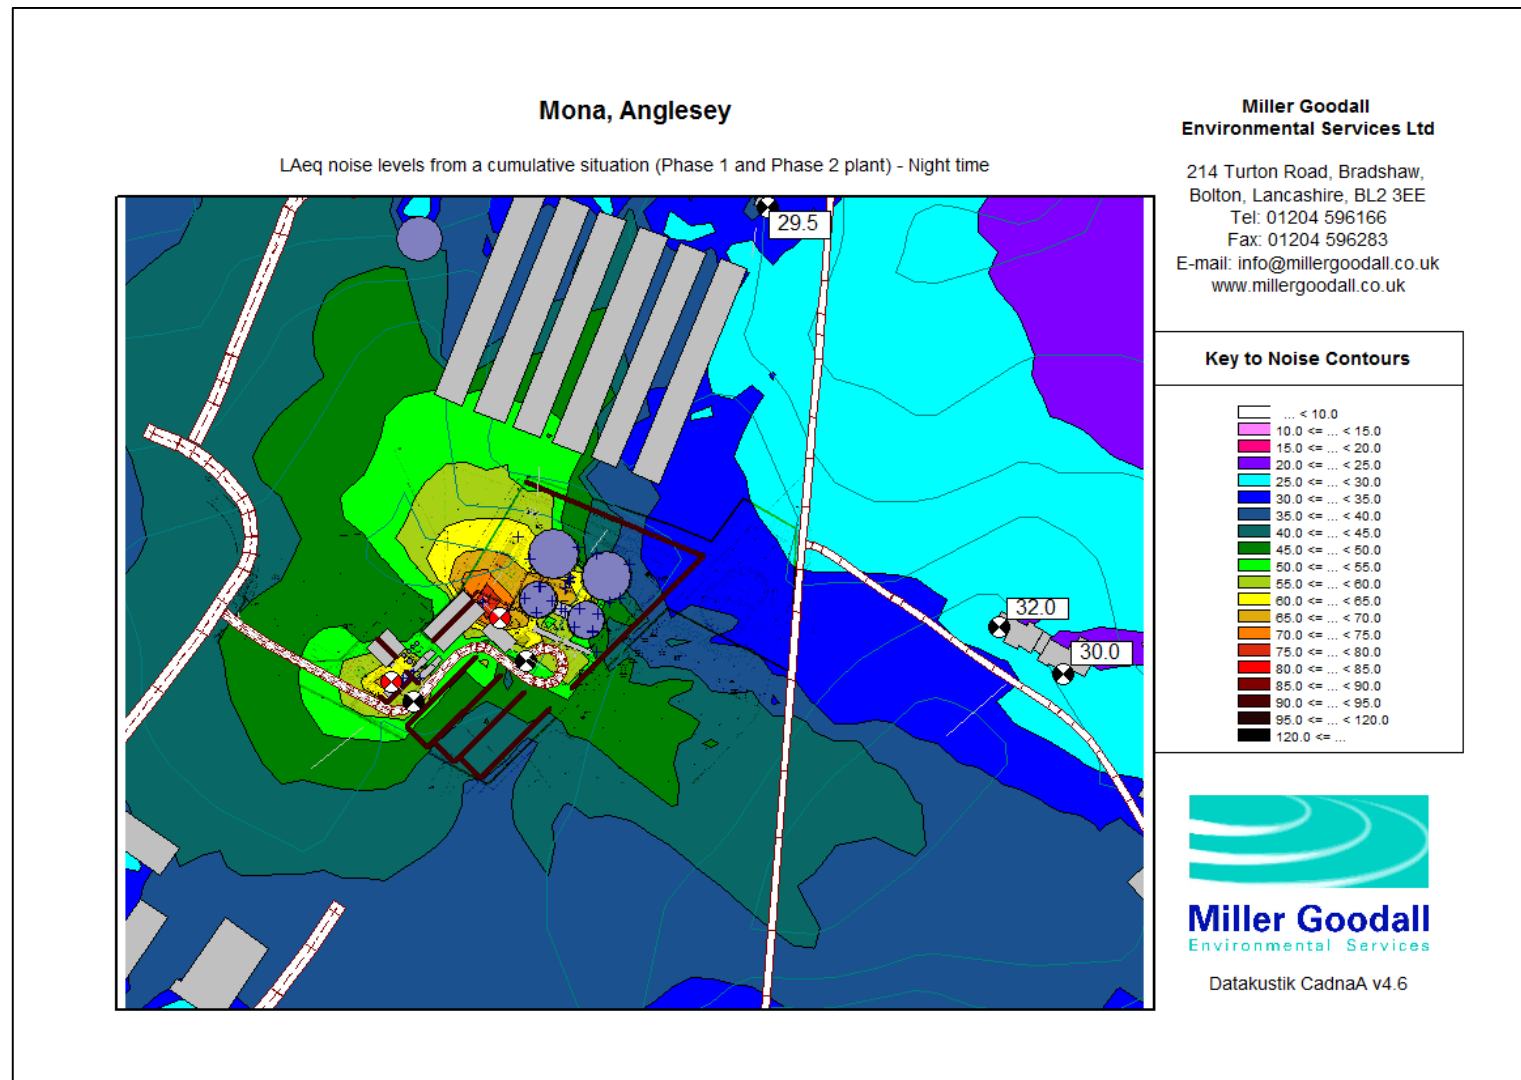 Mona, Anglesey
LAeq noise levels from a cumulative situation (Phase 1 and Phase 2 plant) - Night time
Miller Goodall
Environmental Services Ltd
214 Turton Road, Bradshaw,
Bolton, Lancashire, BL2 3EE
Tel: 01204 596166
Fax: 01204 596283
E-mail: info@millergoodall.co.uk
www.millergoodall.co.uk
29.5
32.0
30.0
Key to Noise Contours
... < 10.0
10.0 <= ... < 15.0
15.0 <= ... < 20.0
20.0 <= ... < 25.0
25.0 <= ... < 30.0
30.0 <= ... < 35.0
35.0 <= ... < 40.0
40.0 <= ... < 45.0
45.0 <= ... < 50.0
50.0 <= ... < 55.0
55.0 <= ... < 60.0
60.0 <= ... < 65.0
65.0 <= ... < 70.0
70.0 <= ... < 75.0
75.0 <= ... < 80.0
80.0 <= ... < 85.0
85.0 <= ... < 90.0
90.0 <= ... < 95.0
95.0 <= ... < 120.0
120.0 <= ...
Miller Goodall
Environmental Services
Datakustik CadnaA v4.6